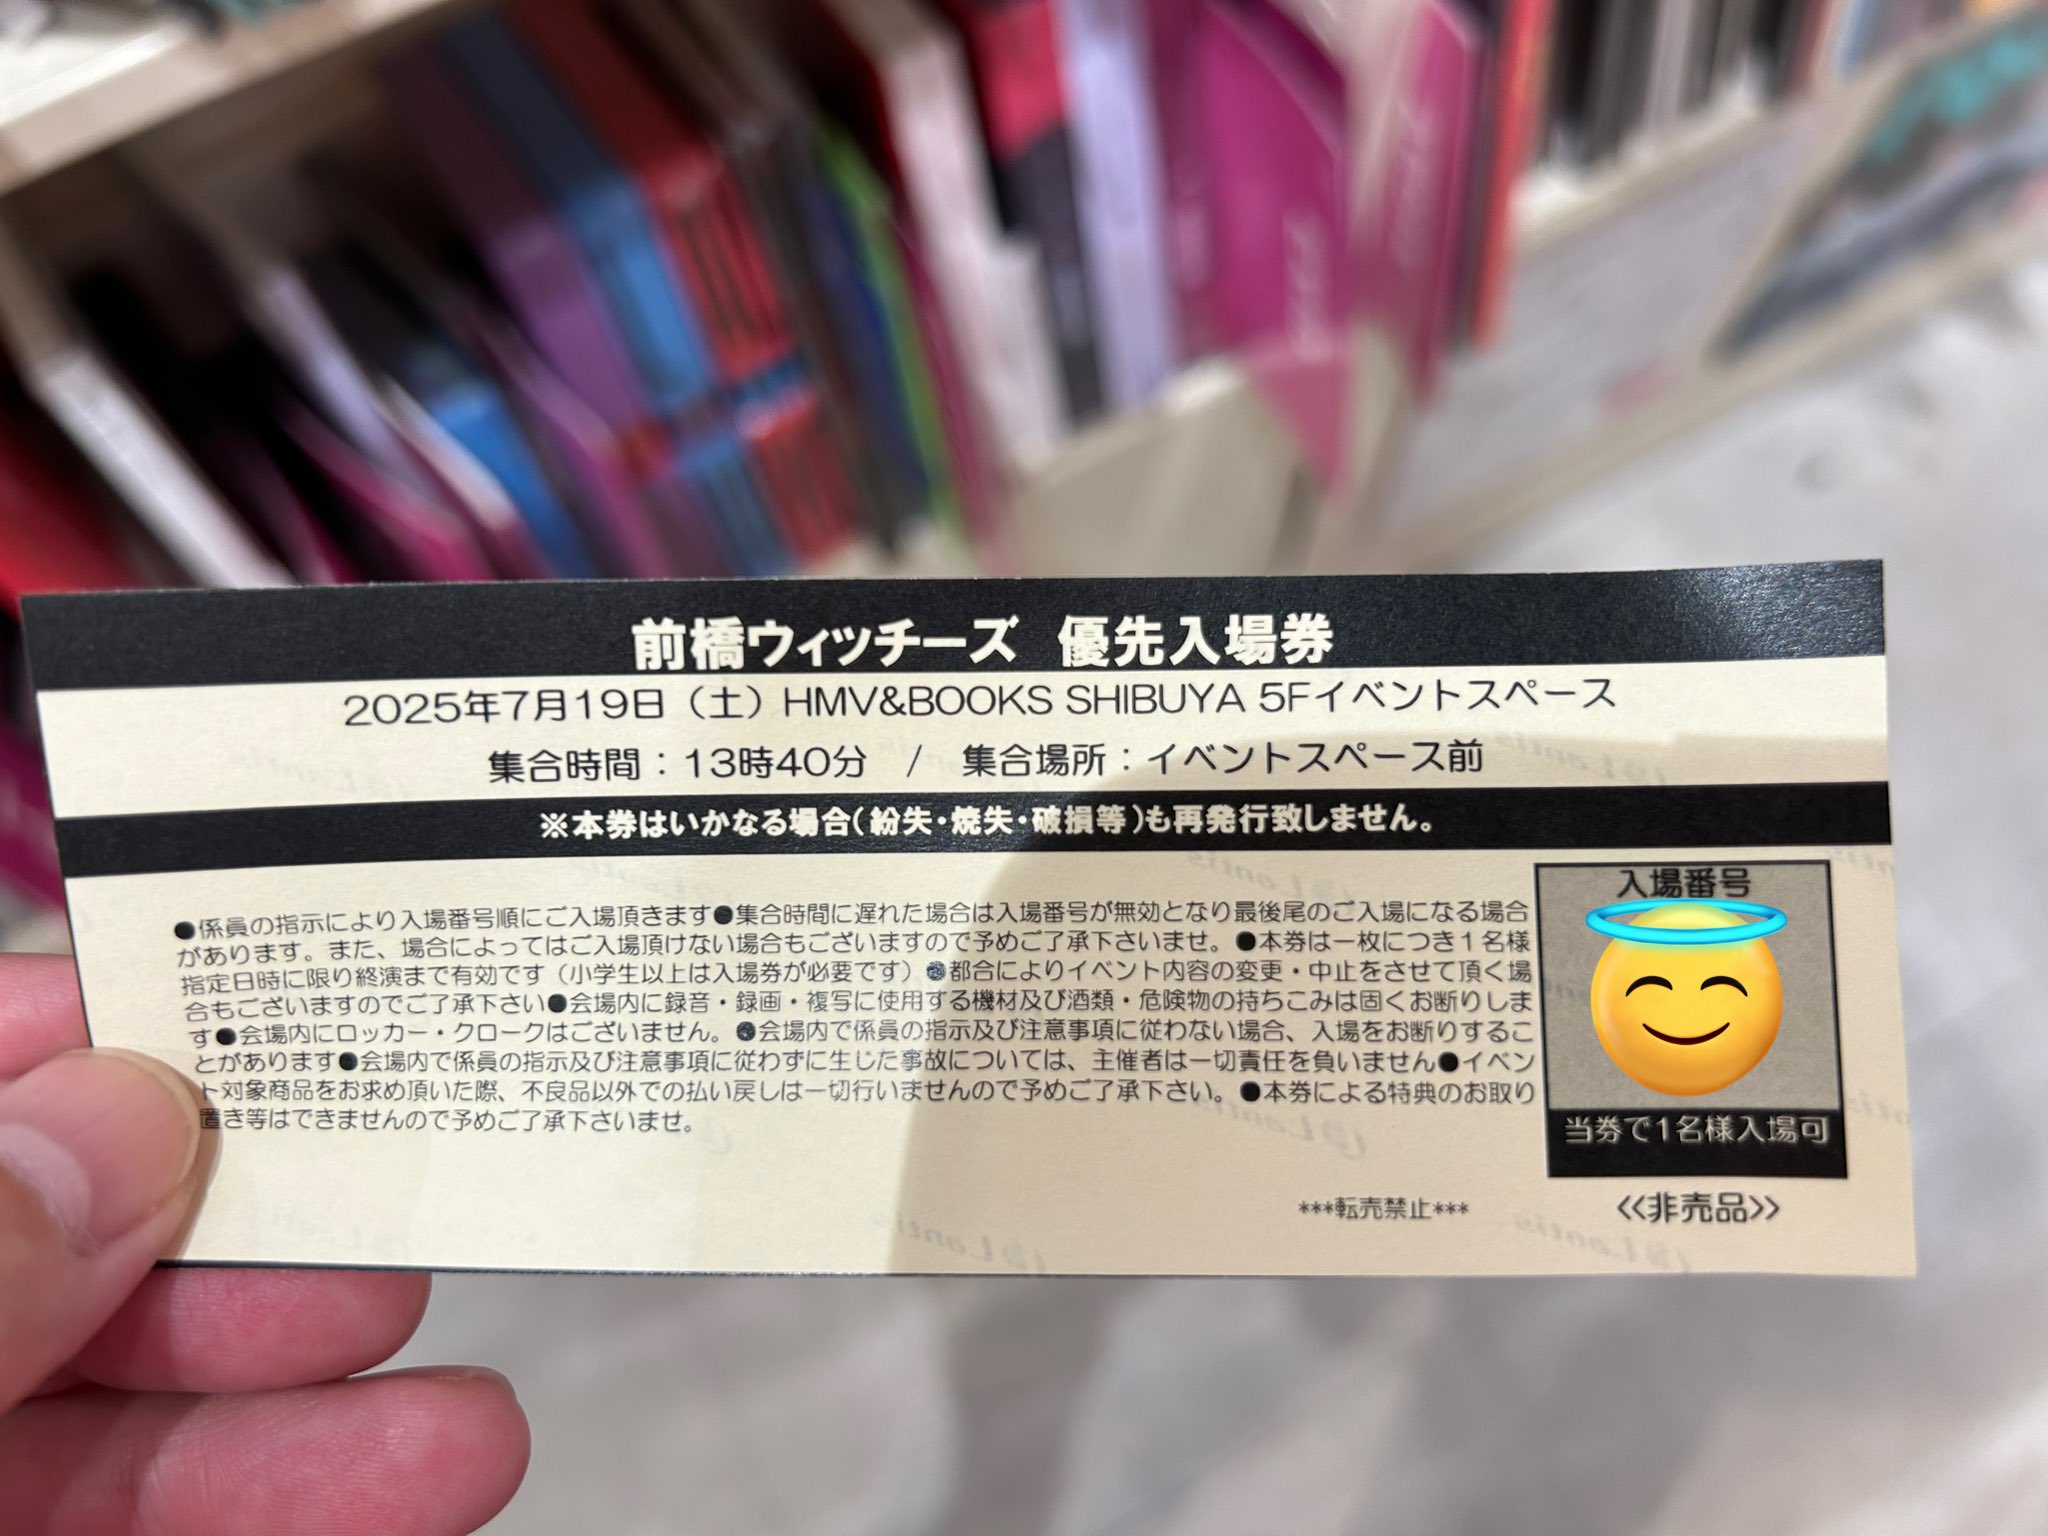 前橋ウィッチーズ 優先入場券
2025年7月19日（土）HMV&BOOKS SHIBUYA 5Fイベントスペース
集合時間：13時40分 / 集合場所：イベントスペース前
※本券はいかなる場合(紛失・焼失・破損等)も再発行致しません。
●係員の指示により入場番号順にご入場頂きます●集合時間に遅れた場合は入場番号が無効となり最後尾のご入場になる場合
があります。また、場合によってはご入場頂けない場合もございますので予めご了承下さいませ。●本券は一枚につき１名様
指定日時に限り終演まで有効です（小学生以上は入場券が必要です）●都合によりイベント内容の変更・中止をさせて頂く場
合もございますのでご了承下さい●会場内に録音・録画・複写に使用する機材及び酒類・危険物の持ちこみは固くお断りしま
す●会場内にロッカー・クロークはございません。●会場内で係員の指示及び注意事項に従わない場合、入場をお断りするこ
とがあります●会場内で係員の指示及び注意事項に従わずに生じた事故については、主催者は一切責任を負いません●イベン
ト対象商品をお求め頂いた際、不良品以外での払い戻しは一切行いませんので予めご了承下さい。●本券による特典のお取り
置き等はできませんので予めご了承下さいませ。
入場番号
当券で1名様入場可
***転売禁止***
<<非売品>>